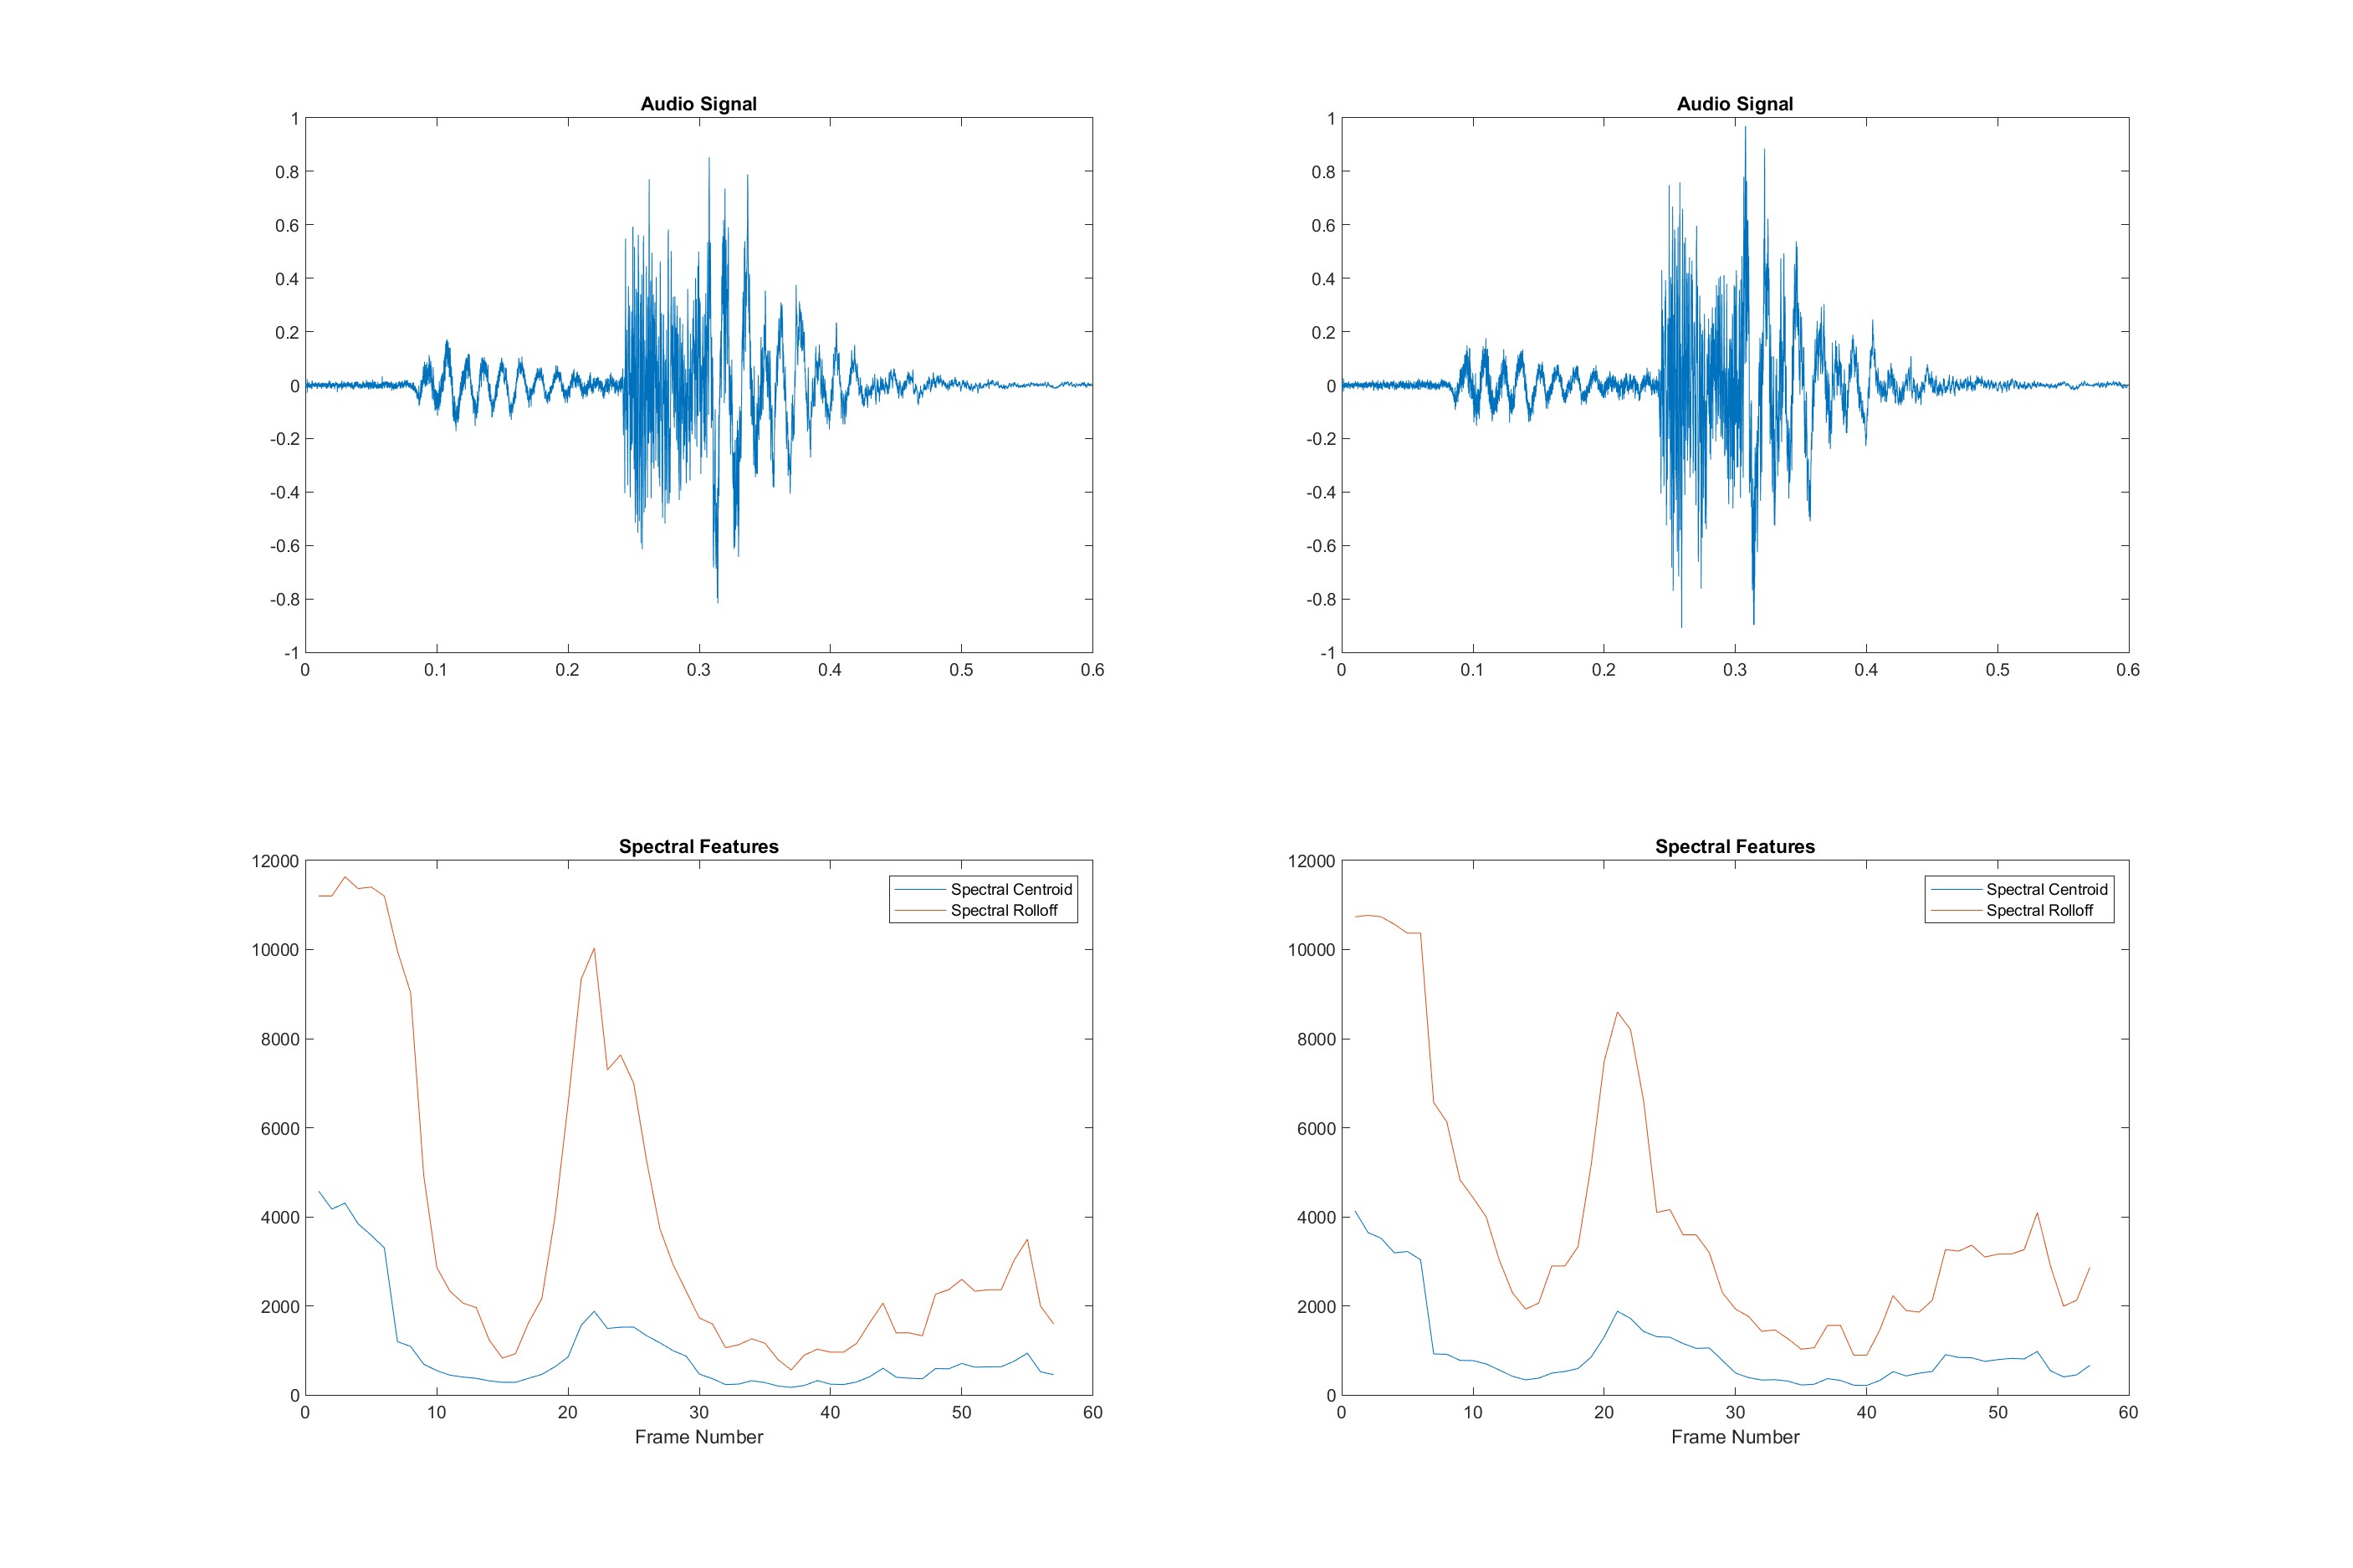 Audio Signal
1
0.8
0.6
0.4
0.2
0
-0.2
-0.4
-0.6
-0.8
-1
0 0.1 0.2 0.3 0.4 0.5 0.6
Audio Signal
1
0.8
0.6
0.4
0.2
0
-0.2
-0.4
-0.6
-0.8
-1
0 0.1 0.2 0.3 0.4 0.5 0.6
Spectral Features
12000
10000
8000
6000
4000
2000
0
Spectral Centroid
Spectral Rolloff
0 10 20 30 40 50 60
Frame Number
Spectral Features
12000
10000
8000
6000
4000
2000
0
Spectral Centroid
Spectral Rolloff
0 10 20 30 40 50 60
Frame Number